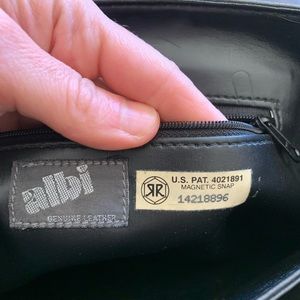 albi
GENUINE LEATHER
U.S. PAT. 4021891
MAGNETIC SNAP
14218896